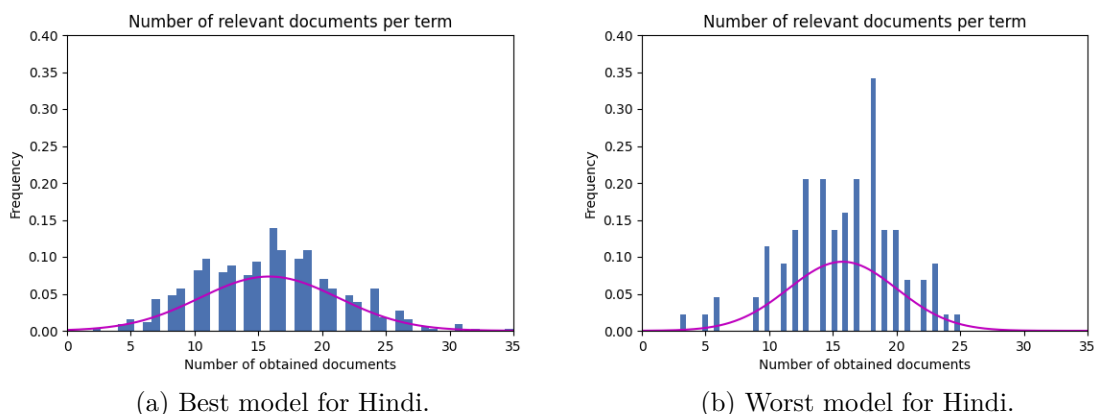 Number of relevant documents per term
0.40
0.35
0.30
0.25
0.20
0.15
0.10
0.05
0.00
Frequency
0 5 10 15 20 25 30 35
Number of obtained documents
(a) Best model for Hindi.
Number of relevant documents per term
0.40
0.35
0.30
0.25
0.20
0.15
0.10
0.05
0.00
Frequency
0 5 10 15 20 25 30 35
Number of obtained documents
(b) Worst model for Hindi.